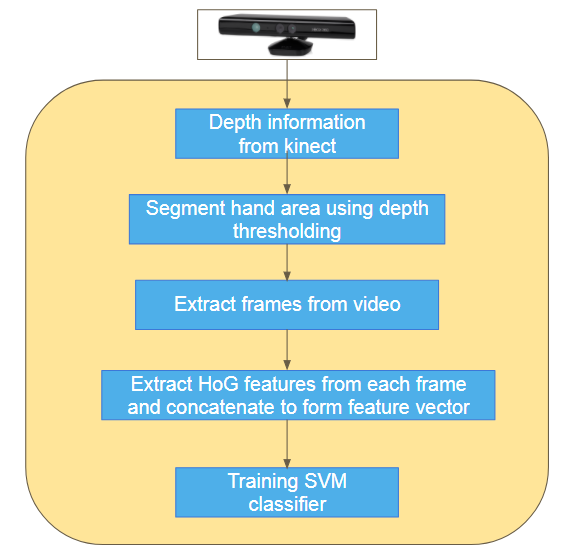 Depth information
from kinect
Segment hand area using depth
thresholding
Extract frames from video
Extract HoG features from each frame
and concatenate to form feature vector
Training SVM
classifier